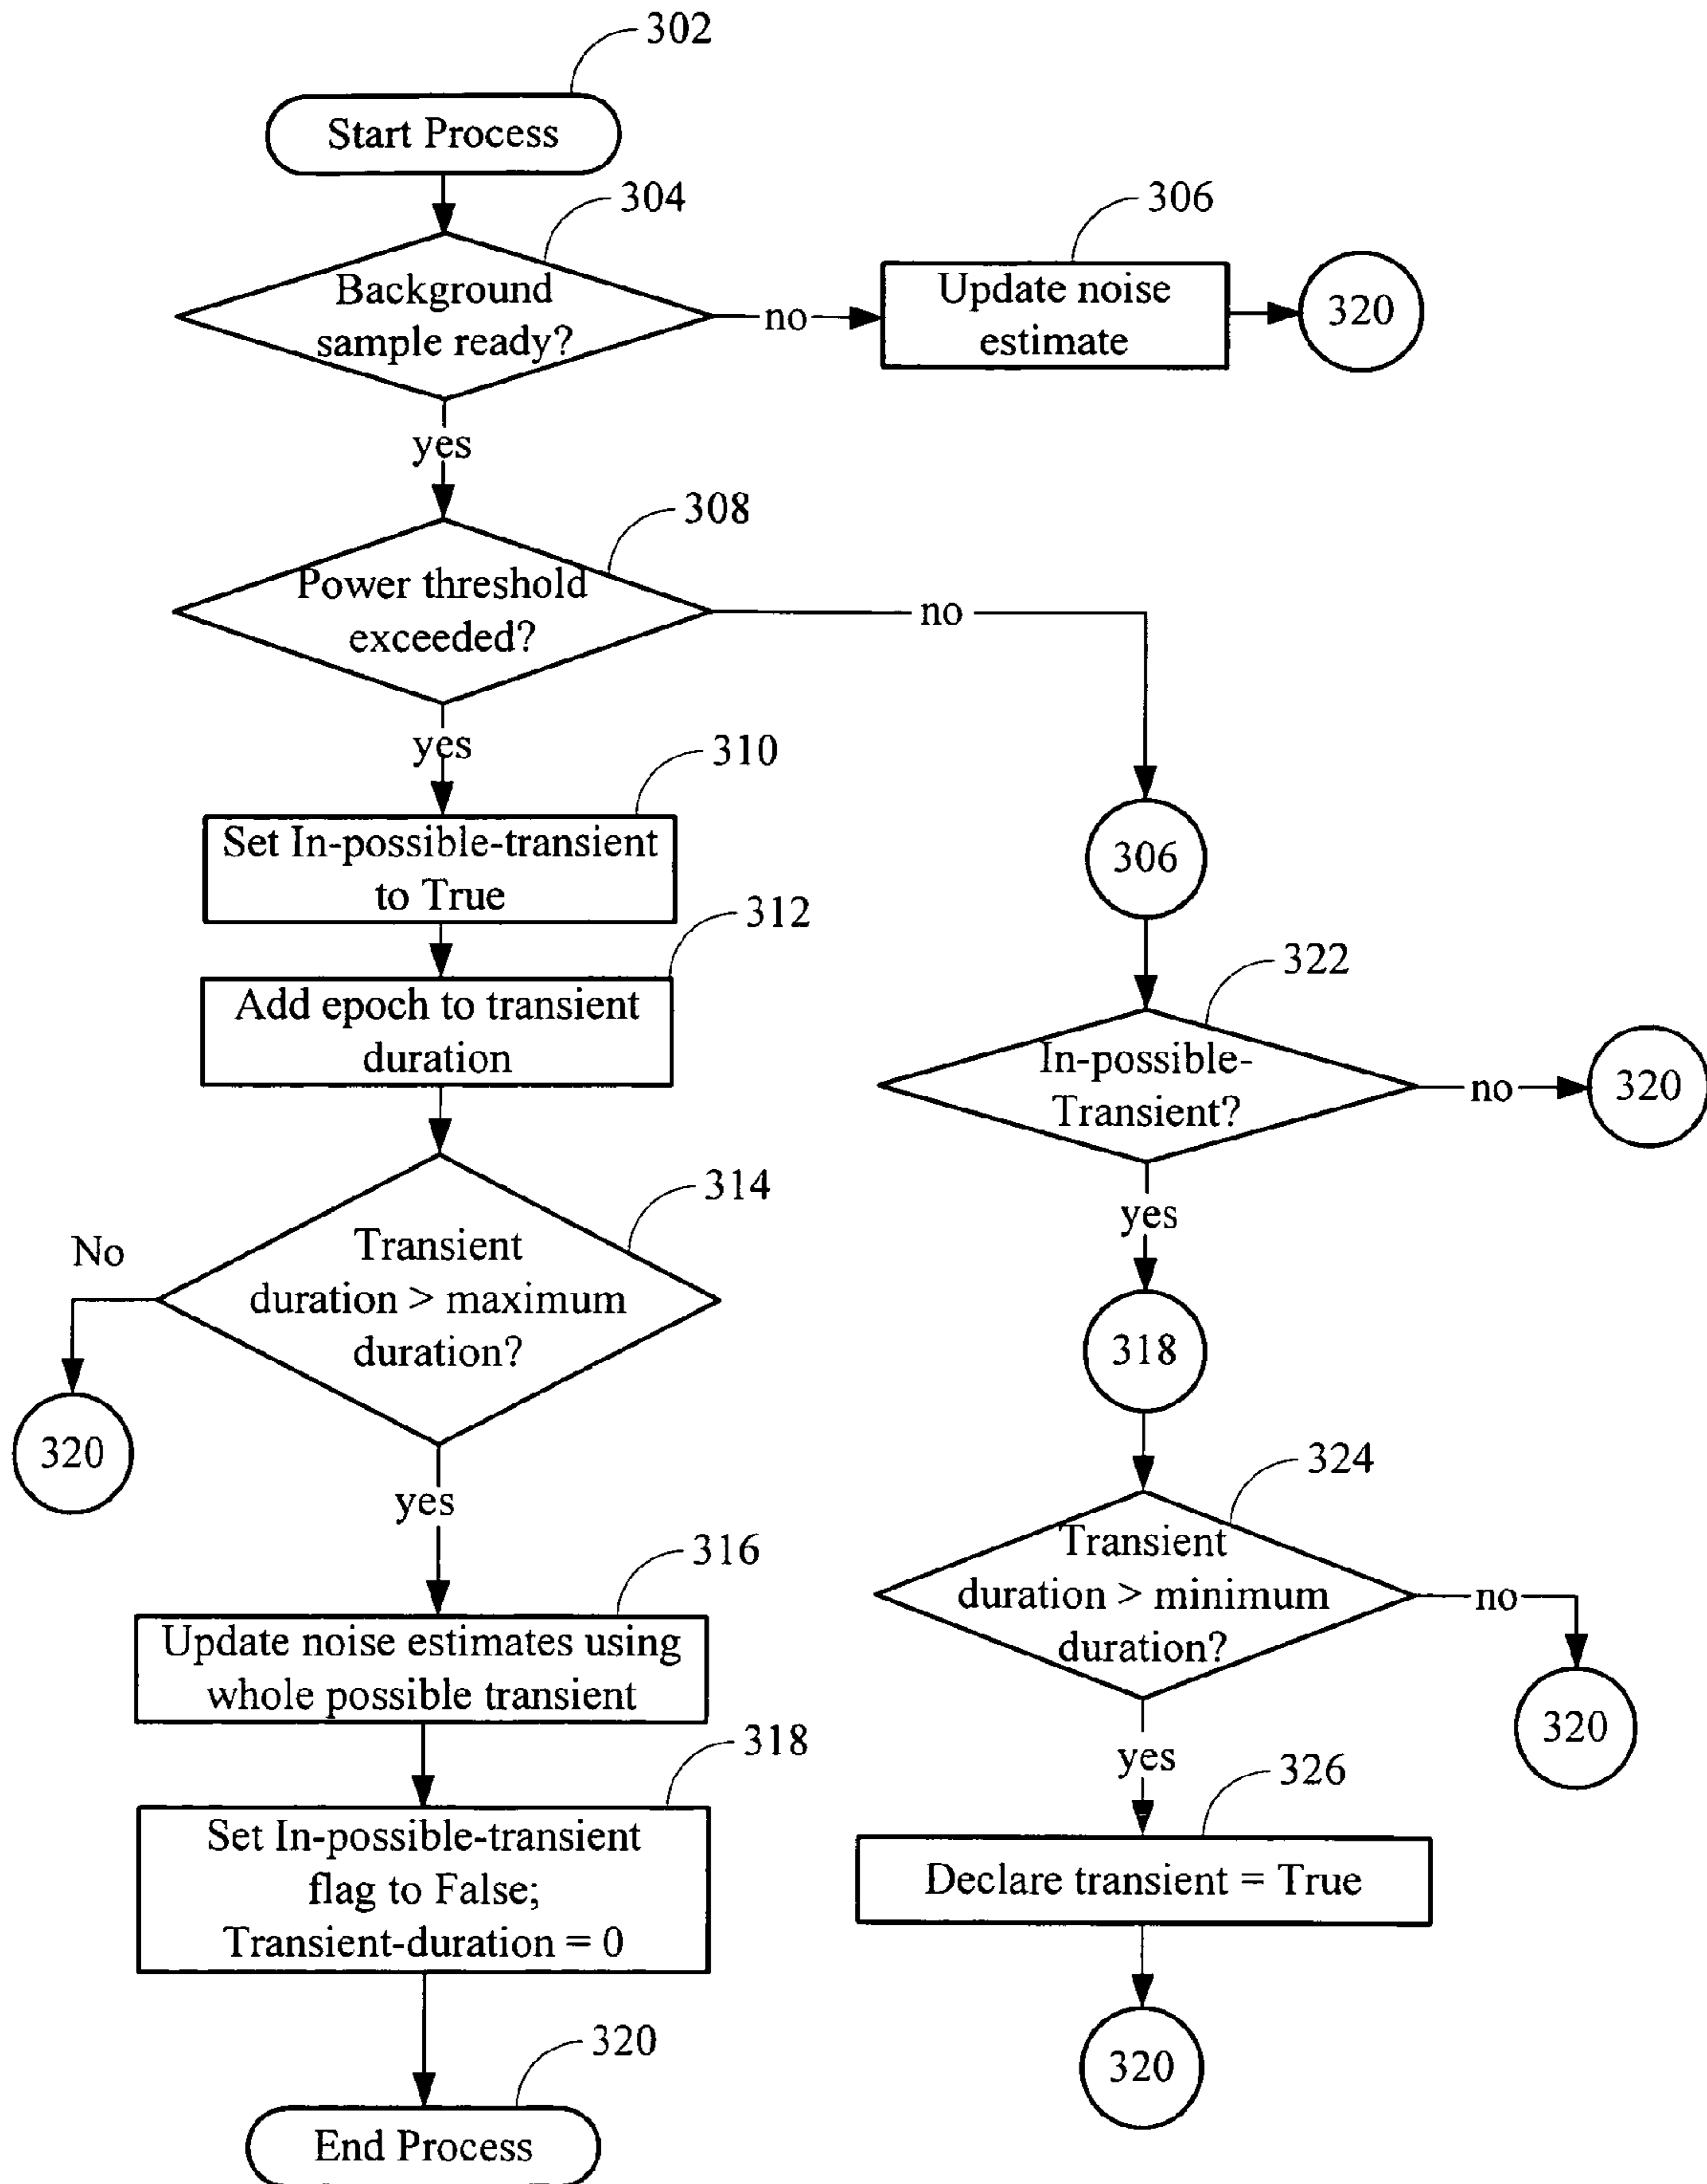 302
Start Process
304
Background
sample ready?
no
306
Update noise
estimate
320
yes
308
Power threshold
exceeded?
no
yes
310
Set In-possible-transient
to True
306
312
Add epoch to transient
duration
322
In-possible-
Transient?
no
320
yes
314
Transient
duration > maximum
duration?
No
320
yes
318
324
Transient
duration > minimum
duration?
no
320
316
Update noise estimates using
whole possible transient
318
Set In-possible-transient
flag to False;
Transient-duration = 0
yes
326
Declare transient = True
320
320
End Process